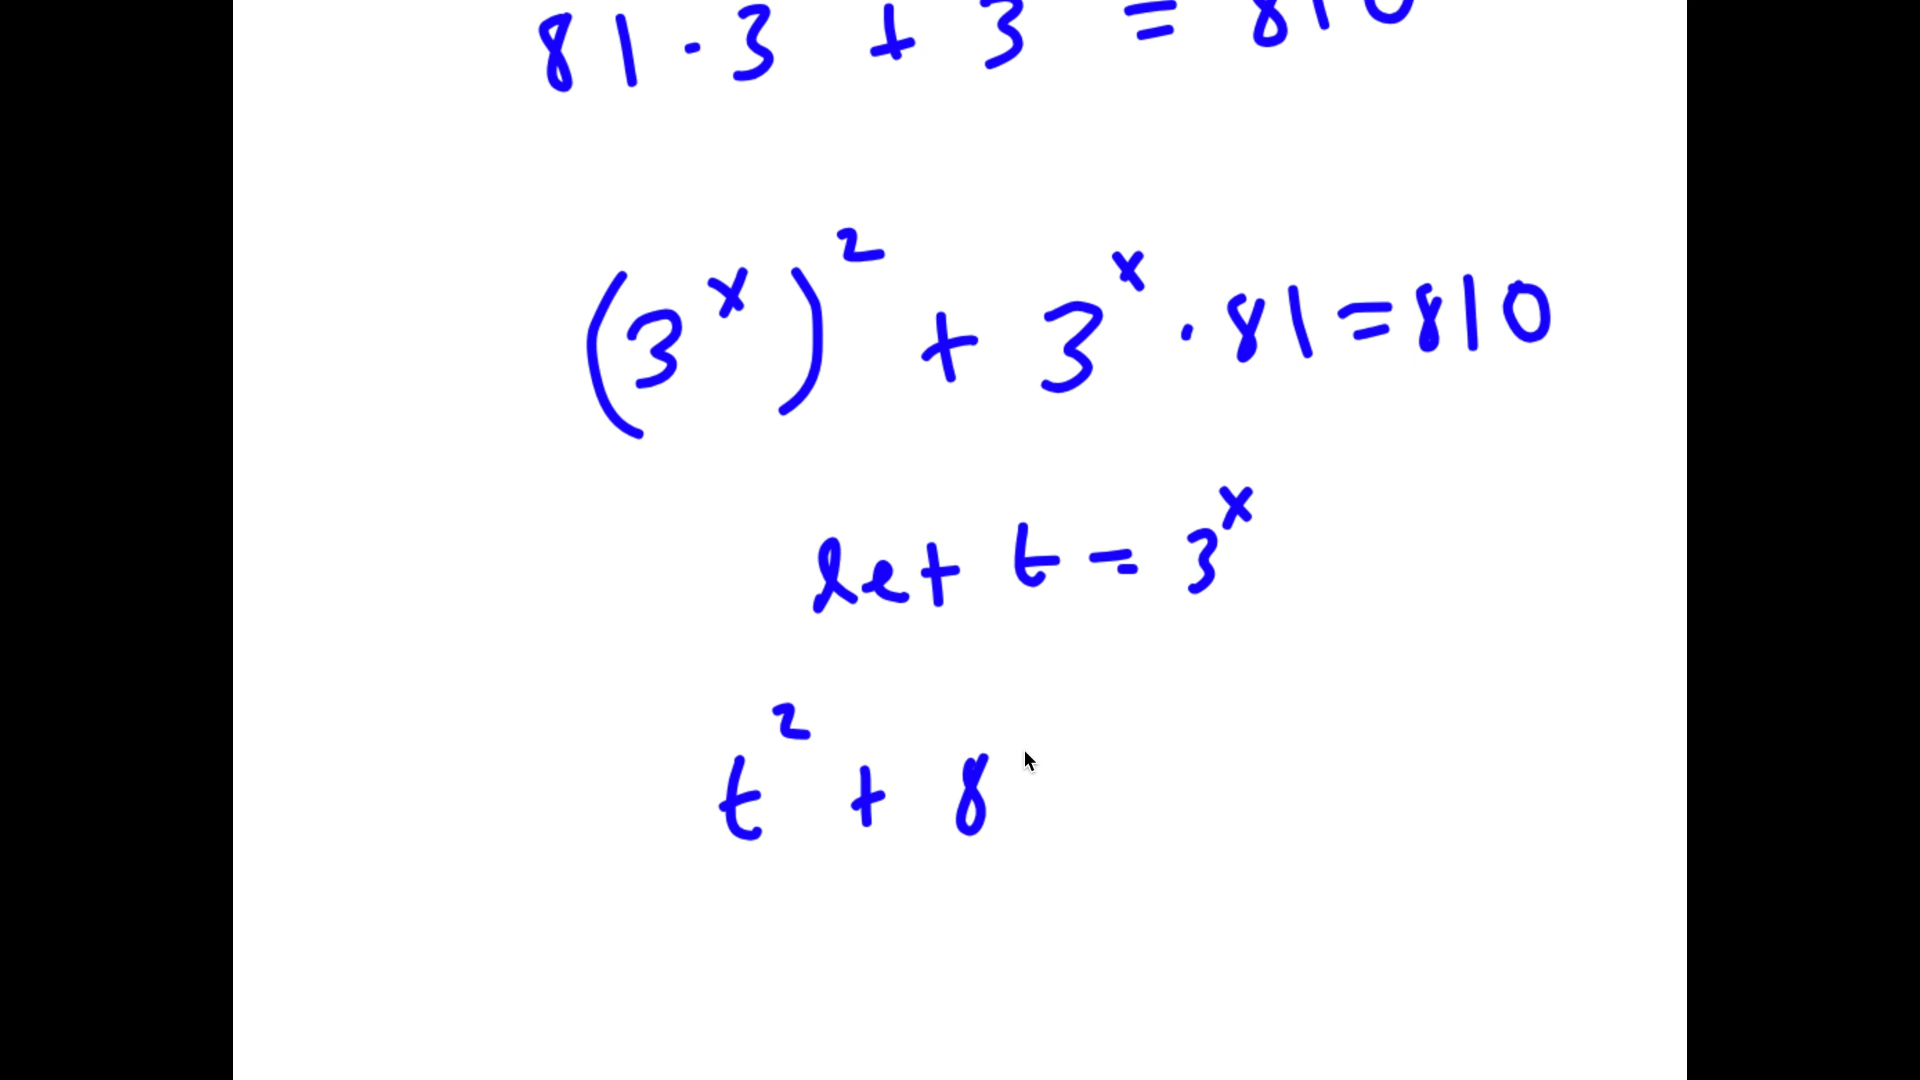 81 · 3 + 3 = 810
(3^x)^2 + 3^x · 81 = 810
let t = 3^x
t^2 + 8